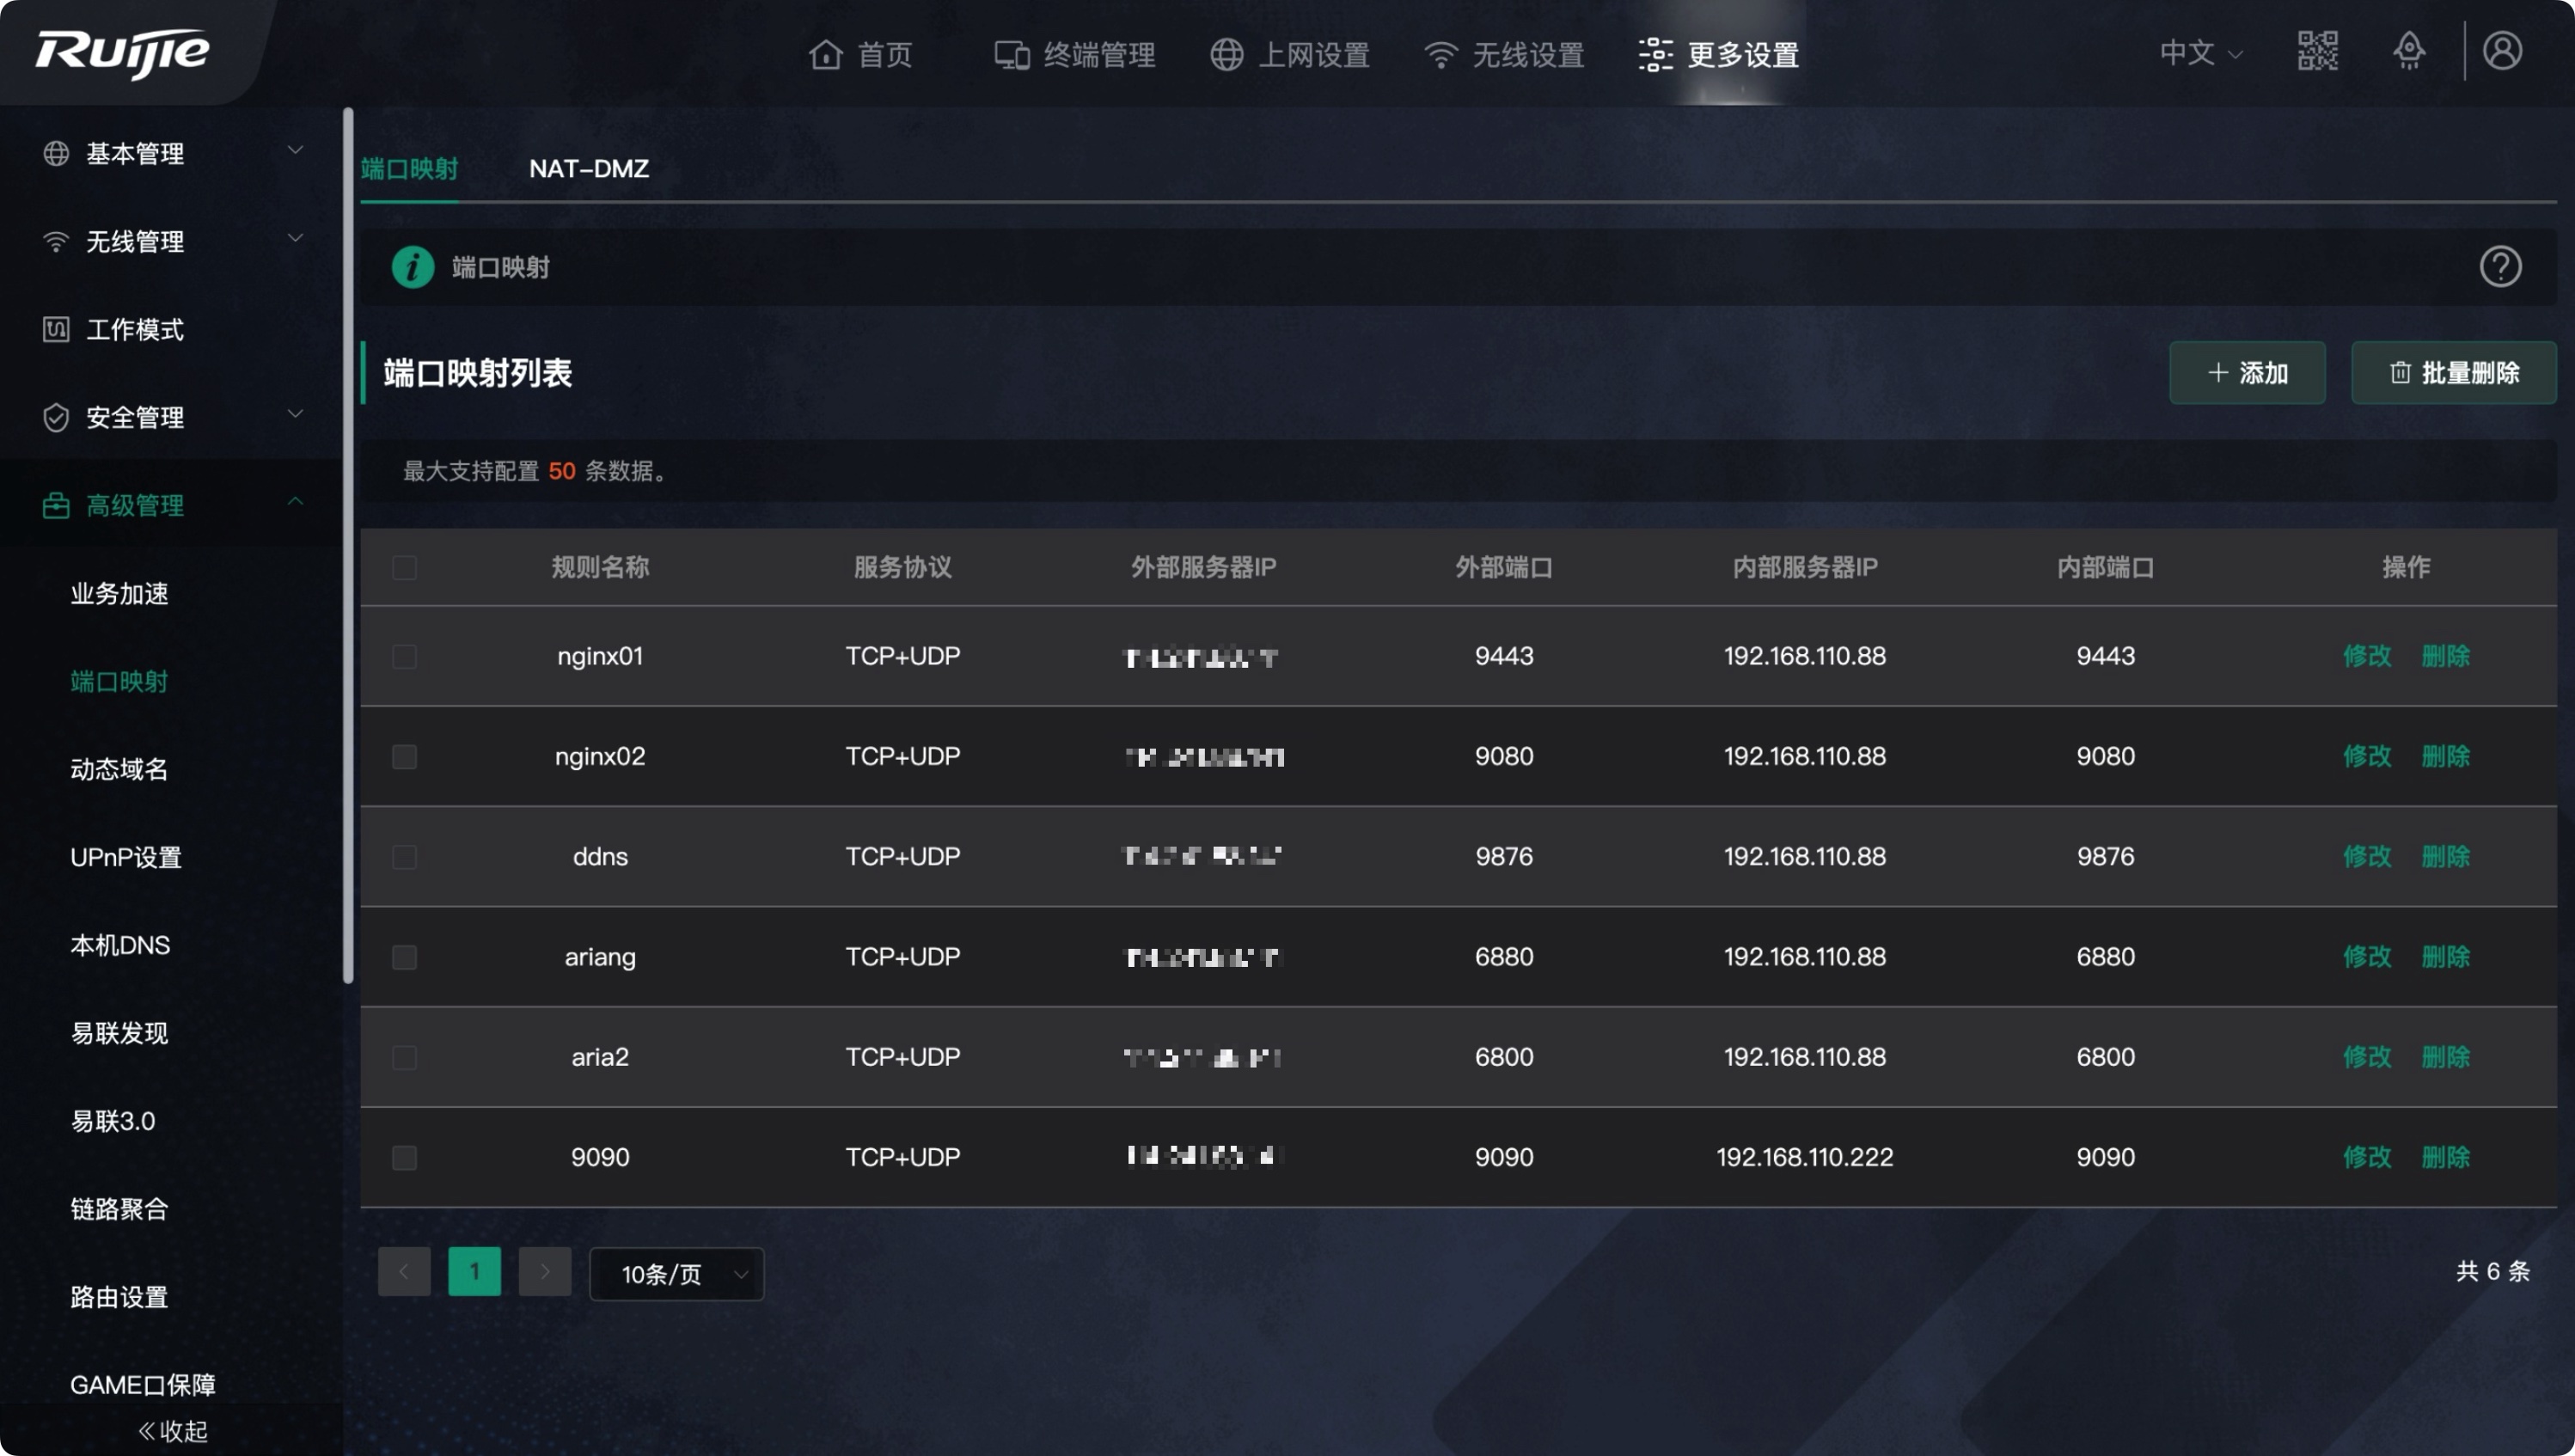 Ruijie
首页 终端管理 上网设置 无线设置 更多设置 中文
基本管理
无线管理
工作模式
安全管理
高级管理
业务加速
端口映射
动态域名
UPnP设置
本机DNS
易联发现
易联3.0
链路聚合
路由设置
GAME口保障
收起
端口映射 NAT-DMZ
端口映射
端口映射列表 添加 批量删除
最大支持配置 50 条数据。
规则名称 服务协议 外部服务器IP 外部端口 内部服务器IP 内部端口 操作
nginx01 TCP+UDP 9443 192.168.110.88 9443 修改 删除
nginx02 TCP+UDP 9080 192.168.110.88 9080 修改 删除
ddns TCP+UDP 9876 192.168.110.88 9876 修改 删除
ariang TCP+UDP 6880 192.168.110.88 6880 修改 删除
aria2 TCP+UDP 6800 192.168.110.88 6800 修改 删除
9090 TCP+UDP 9090 192.168.110.222 9090 修改 删除
1 10条/页 共 6 条